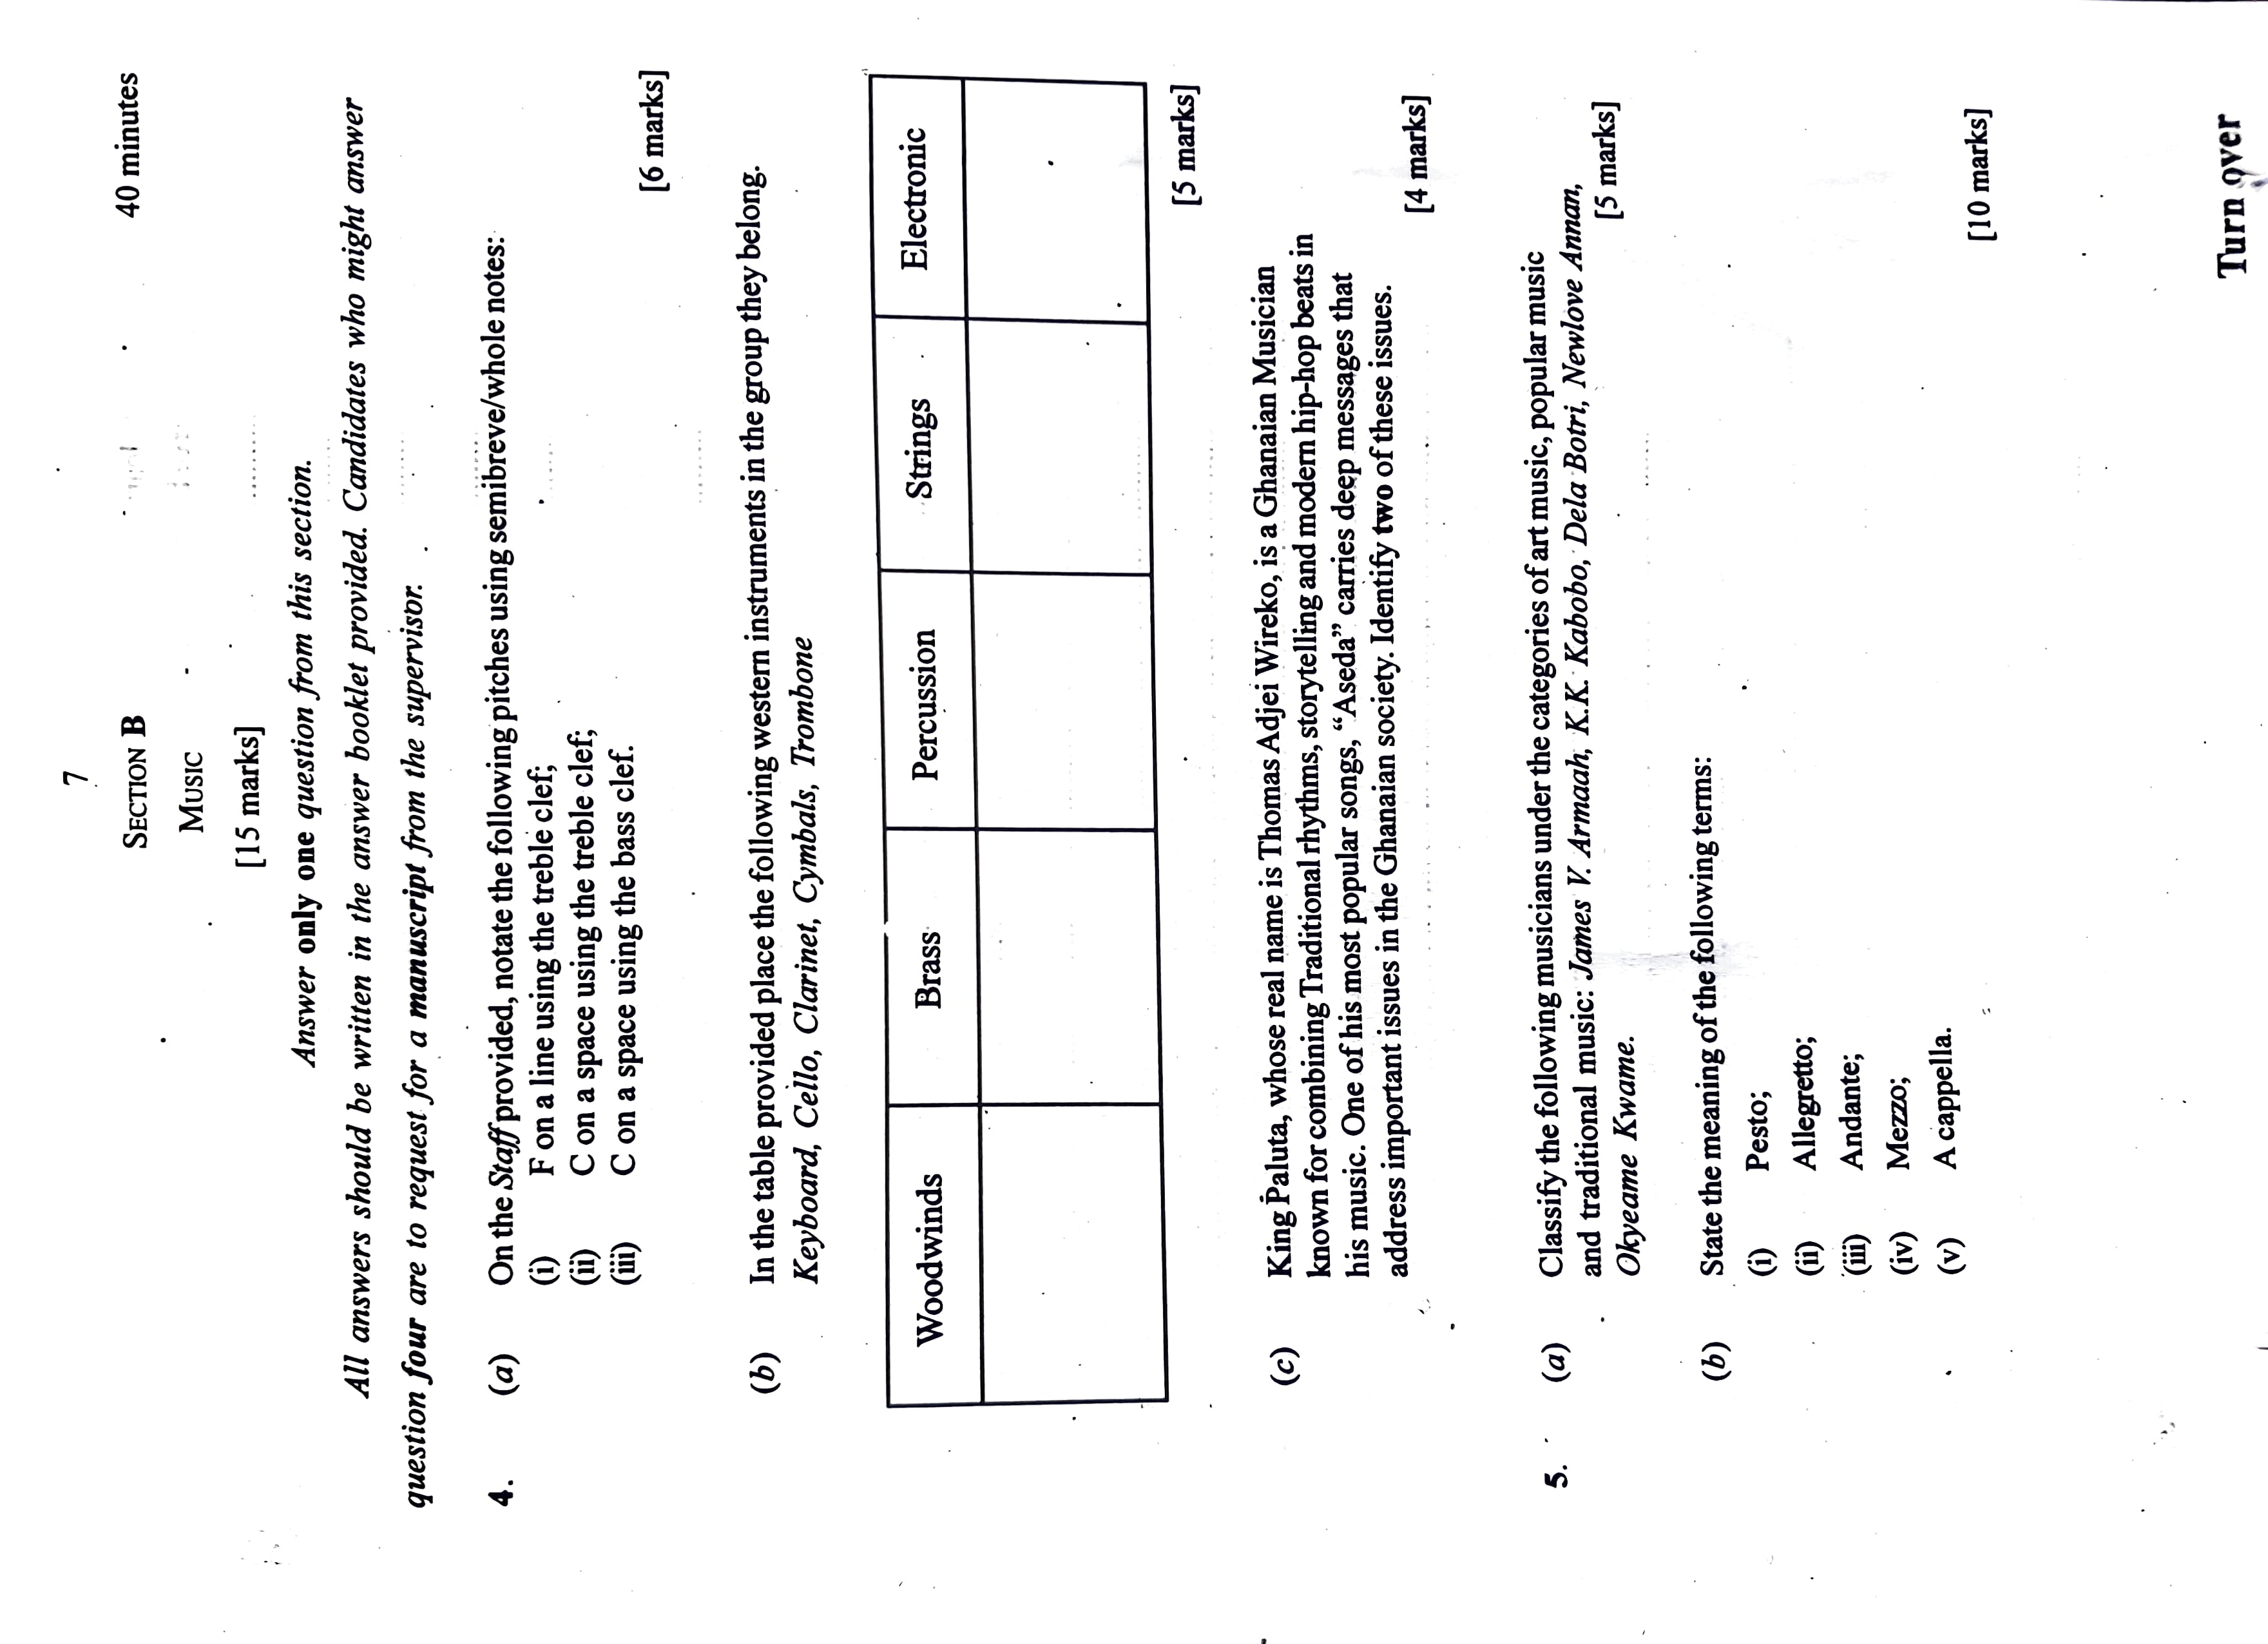 7
SECTION B
40 minutes
MUSIC
[15 marks]
Answer only one question from this section.
All answers should be written in the answer booklet provided. Candidates who might answer
question four are to request for a manuscript from the supervisor.
4. (a) On the Staff provided, notate the following pitches using semibreve/whole notes:
(i) F on a line using the treble clef;
(ii) C on a space using the treble clef;
(iii) C on a space using the bass clef.
[6 marks]
(b) In the table provided place the following western instruments in the group they belong.
Keyboard, Cello, Clarinet, Cymbals, Trombone
Woodwinds Brass Percussion Strings Electronic
[5 marks]
(c) King Paluta, whose real name is Thomas Adjei Wireko, is a Ghanaian Musician
known for combining Traditional rhythms, storytelling and modern hip-hop beats in
his music. One of his most popular songs, “Aseda” carries deep messages that
address important issues in the Ghanaian society. Identify two of these issues.
[4 marks]
5. (a) Classify the following musicians under the categories of art music, popular music
and traditional music: James V. Armaah, K.K. Kabobo, Dela Botri, Newlove Annan,
Okyeame Kwame.
[5 marks]
(b) State the meaning of the following terms:
(i) Pesto;
(ii) Allegretto;
(iii) Andante;
(iv) Mezzo;
(v) A cappella.
[10 marks]
Turn over